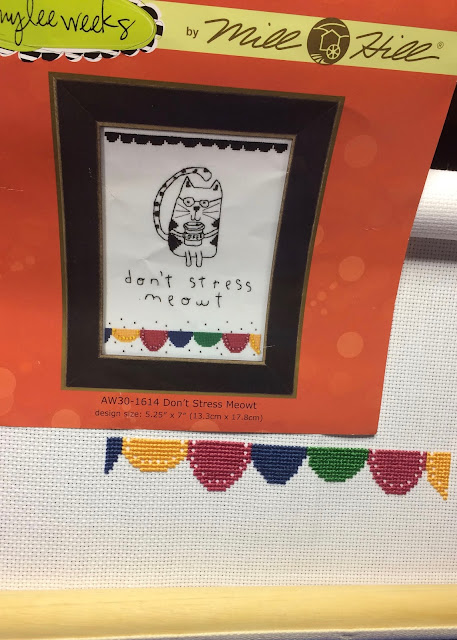 by Mill Hill®
don't stress
meowt
AW30-1614 Don't Stress Meowt
design size: 5.25" x 7" (13.3cm x 17.8cm)